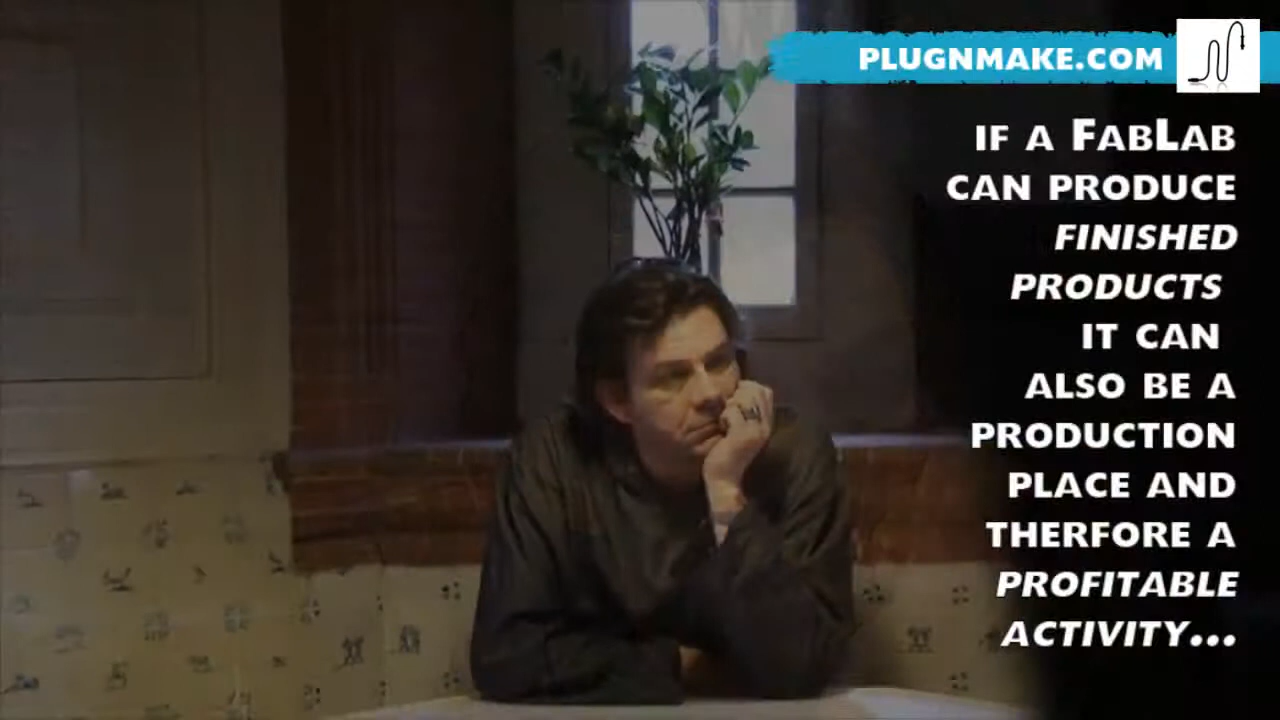 PLUGNMAKE.COM
IF A FABLAB
CAN PRODUCE
FINISHED
PRODUCTS
IT CAN
ALSO BE A
PRODUCTION
PLACE AND
THERFORE A
PROFITABLE
ACTIVITY...